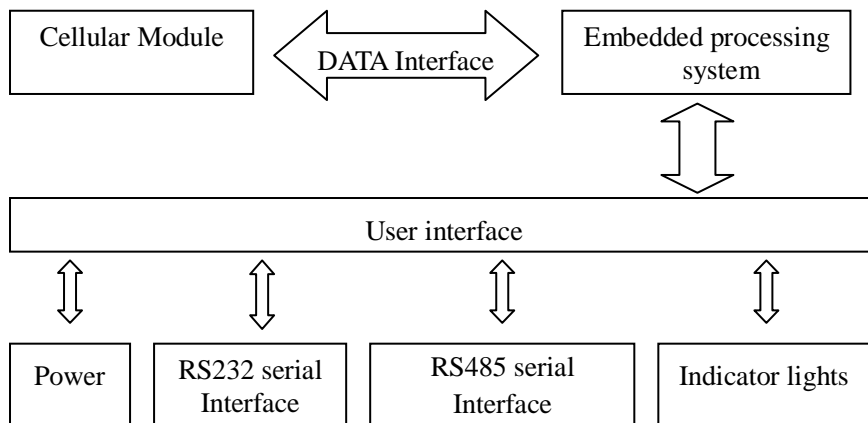 Cellular Module
DATA Interface
Embedded processing
system
User interface
Power
RS232 serial
Interface
RS485 serial
Interface
Indicator lights